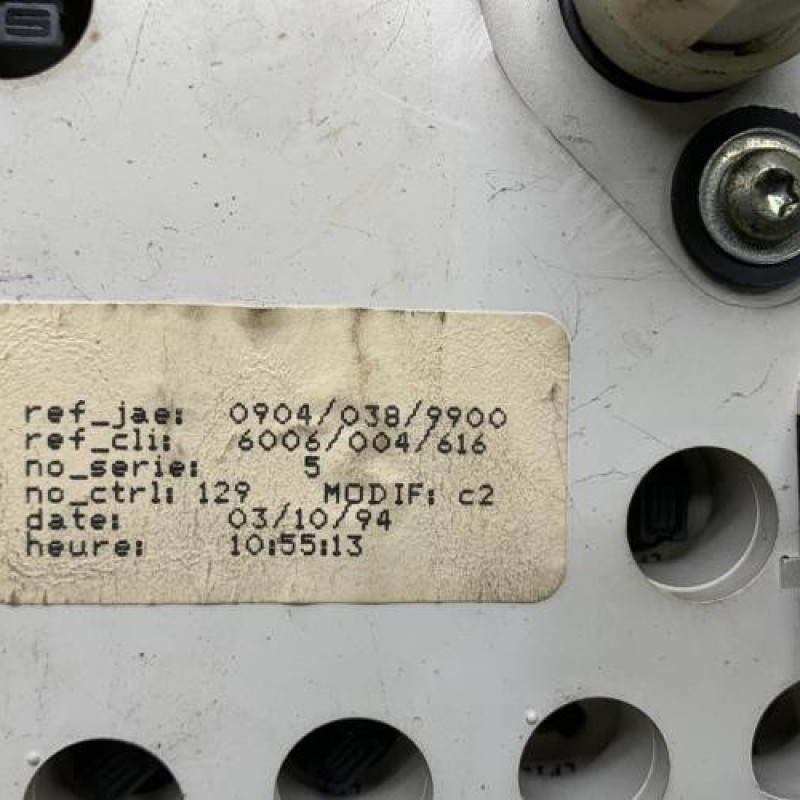 ref_jae: 0904/038/9900
ref_cli: 6006/004/616
no_serie: 5
no_ctrl: 129 MODIF: c2
date: 03/10/94
heure: 10:55:13